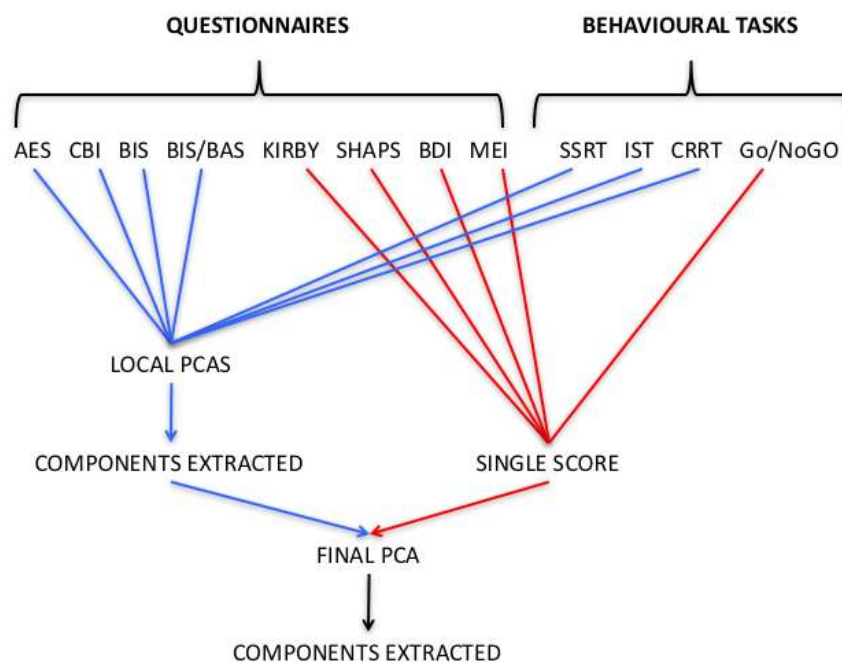 QUESTIONNAIRES BEHAVIOURAL TASKS
AES CBI BIS BIS/BAS KIRBY SHAPS BDI MEI SSRT IST CRRT Go/NoGO
LOCAL PCAS
COMPONENTS EXTRACTED SINGLE SCORE
FINAL PCA
COMPONENTS EXTRACTED